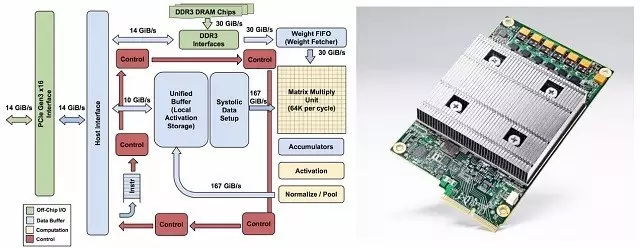 DDR3 DRAM Chips
30 GiB/s
14 GiB/s
DDR3
Interfaces
30 GiB/s
Weight FIFO
(Weight Fetcher)
30 GiB/s
Control
Control
14 GiB/s
PCIe Gen3 x16
Interface
14 GiB/s
Host Interface
10 GiB/s
Unified
Buffer
(Local
Activation
Storage)
Systolic
Data
Setup
167
GiB/s
Matrix Multiply
Unit
(64K per cycle)
Control
Accumulators
Activation
Instr
167 GiB/s
Normalize / Pool
Off-Chip I/O
Data Buffer
Computation
Control
Control
Control